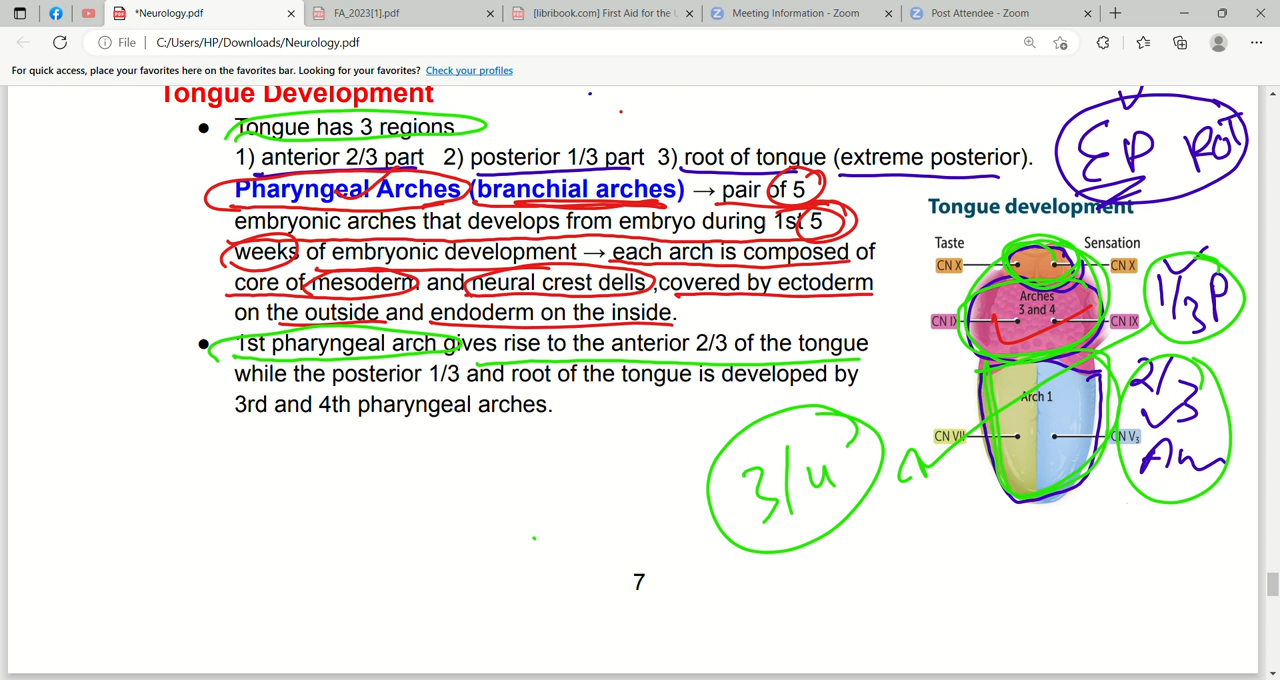 *Neurology.pdf
FA_2023[1].pdf
[libribook.com] First Aid for the U
Meeting Information - Zoom
Post Attendee - Zoom
File
C:/Users/HP/Downloads/Neurology.pdf
For quick access, place your favorites here on the favorites bar. Looking for your favorites? Check your profiles
Tongue Development
● Tongue has 3 regions
1) anterior 2/3 part 2) posterior 1/3 part 3) root of tongue (extreme posterior).
Pharyngeal Arches (branchial arches) → pair of 5
embryonic arches that develops from embryo during 1st 5
weeks of embryonic development → each arch is composed of
core of mesoderm and neural crest dells ,covered by ectoderm
on the outside and endoderm on the inside.
● 1st pharyngeal arch gives rise to the anterior 2/3 of the tongue
while the posterior 1/3 and root of the tongue is developed by
3rd and 4th pharyngeal arches.
EP ROT
Tongue development
Taste
Sensation
CN X
CN X
Arches
3 and 4
CN IX
CN IX
1/3 P
Arch 1
CN VII
CN V3
2/3
An
3/4
7